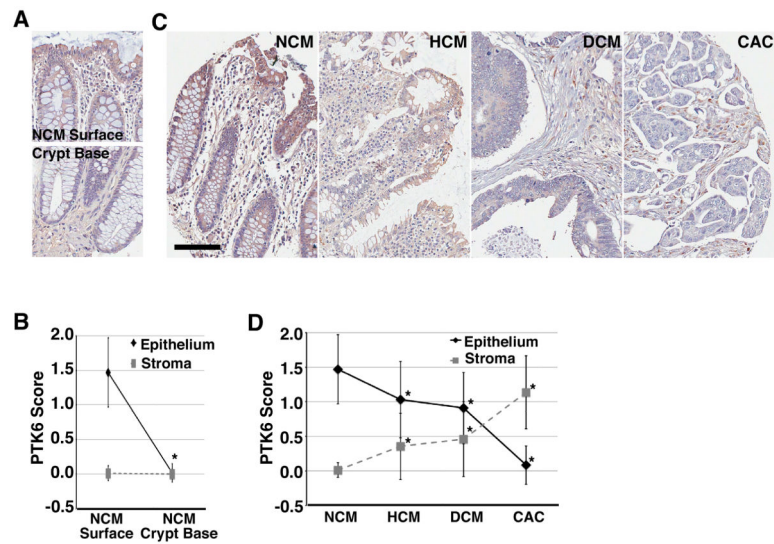 A
NCM Surface
Crypt Base
C
NCM
HCM
DCM
CAC
B
PTK6 Score
2.0
1.5
1.0
0.5
0.0
-0.5
Epithelium
Stroma
*
NCM Surface
NCM Crypt Base
D
PTK6 Score
2.0
1.5
1.0
0.5
0.0
-0.5
Epithelium
Stroma
*
*
*
*
*
*
NCM
HCM
DCM
CAC